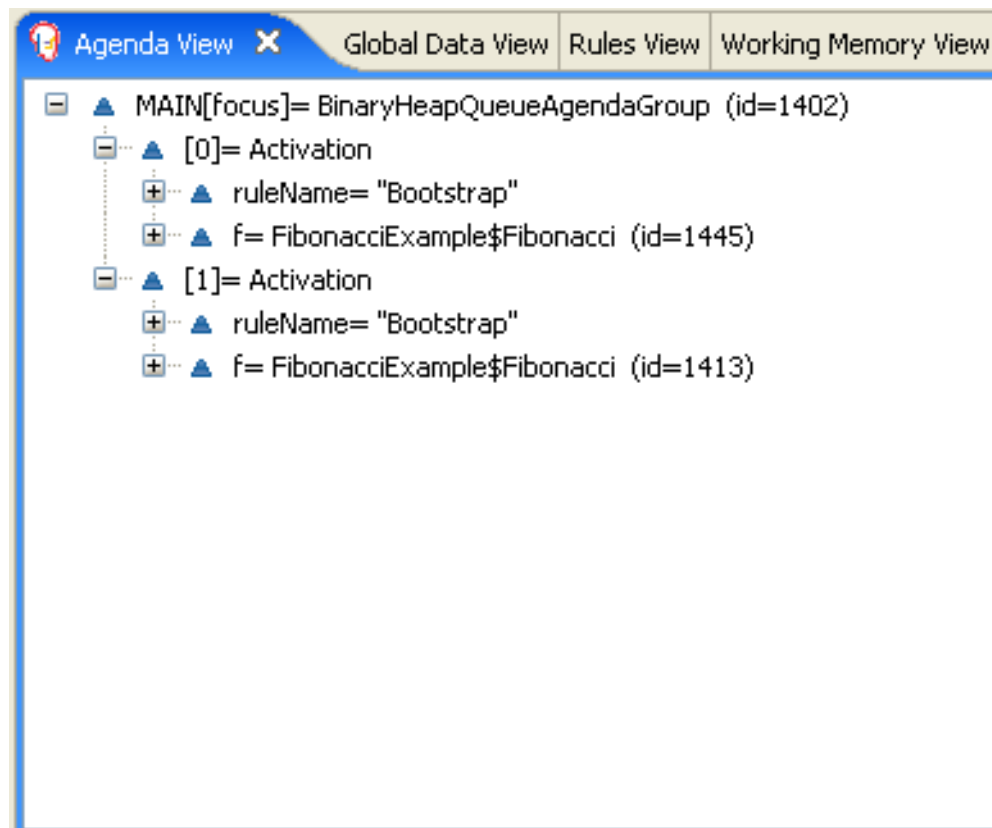 Agenda View Global Data View Rules View Working Memory View
MAIN[focus]= BinaryHeapQueueAgendaGroup (id=1402)
[0]= Activation
ruleName= "Bootstrap"
f= FibonacciExample$Fibonacci (id=1445)
[1]= Activation
ruleName= "Bootstrap"
f= FibonacciExample$Fibonacci (id=1413)